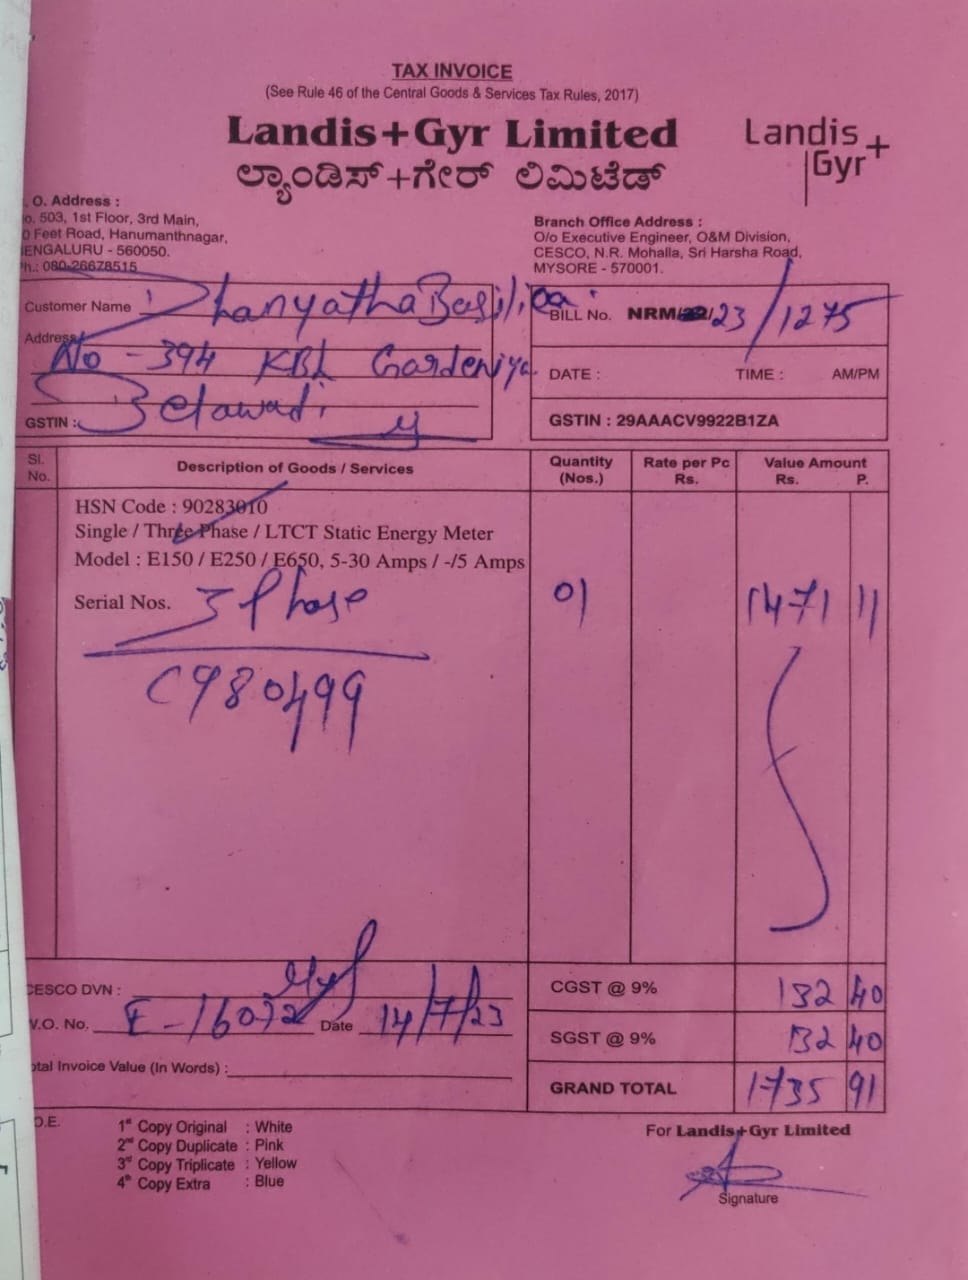 TAX INVOICE
(See Rule 46 of the Central Goods & Services Tax Rules, 2017)
Landis+Gyr Limited
ಲ್ಯಾಂಡಿಸ್+ಗೇರ್ ಲಿಮಿಟೆಡ್
Landis+
Gyr
. O. Address :
o. 503, 1st Floor, 3rd Main,
0 Feet Road, Hanumanthnagar,
ENGALURU - 560050.
h.: 080-26678515
Branch Office Address :
O/o Executive Engineer, O&M Division,
CESCO, N.R. Mohalla, Sri Harsha Road,
MYSORE - 570001.
Customer Name Dhanyatha Basilica
Address No - 394 KBL Gardeniya
Belawadi
GSTIN :
BILL No. NRM/23/1275
DATE : TIME : AM/PM
GSTIN : 29AAACV9922B1ZA
Sl. No. Description of Goods / Services Quantity (Nos.) Rate per Pc Rs. Value Amount Rs. P.
HSN Code : 90283010
Single / Three Phase / LTCT Static Energy Meter
Model : E150 / E250 / E650, 5-30 Amps / -/5 Amps
Serial Nos. 3 Phase 01 1471 11
C980499
CESCO DVN :
V.O. No. E-16072 Date 14/7/23
otal Invoice Value (In Words) :
CGST @ 9% 132 40
SGST @ 9% 132 40
GRAND TOTAL 1735 91
O.E.
1st Copy Original : White
2nd Copy Duplicate : Pink
3rd Copy Triplicate : Yellow
4th Copy Extra : Blue
For Landis+Gyr Limited
Signature